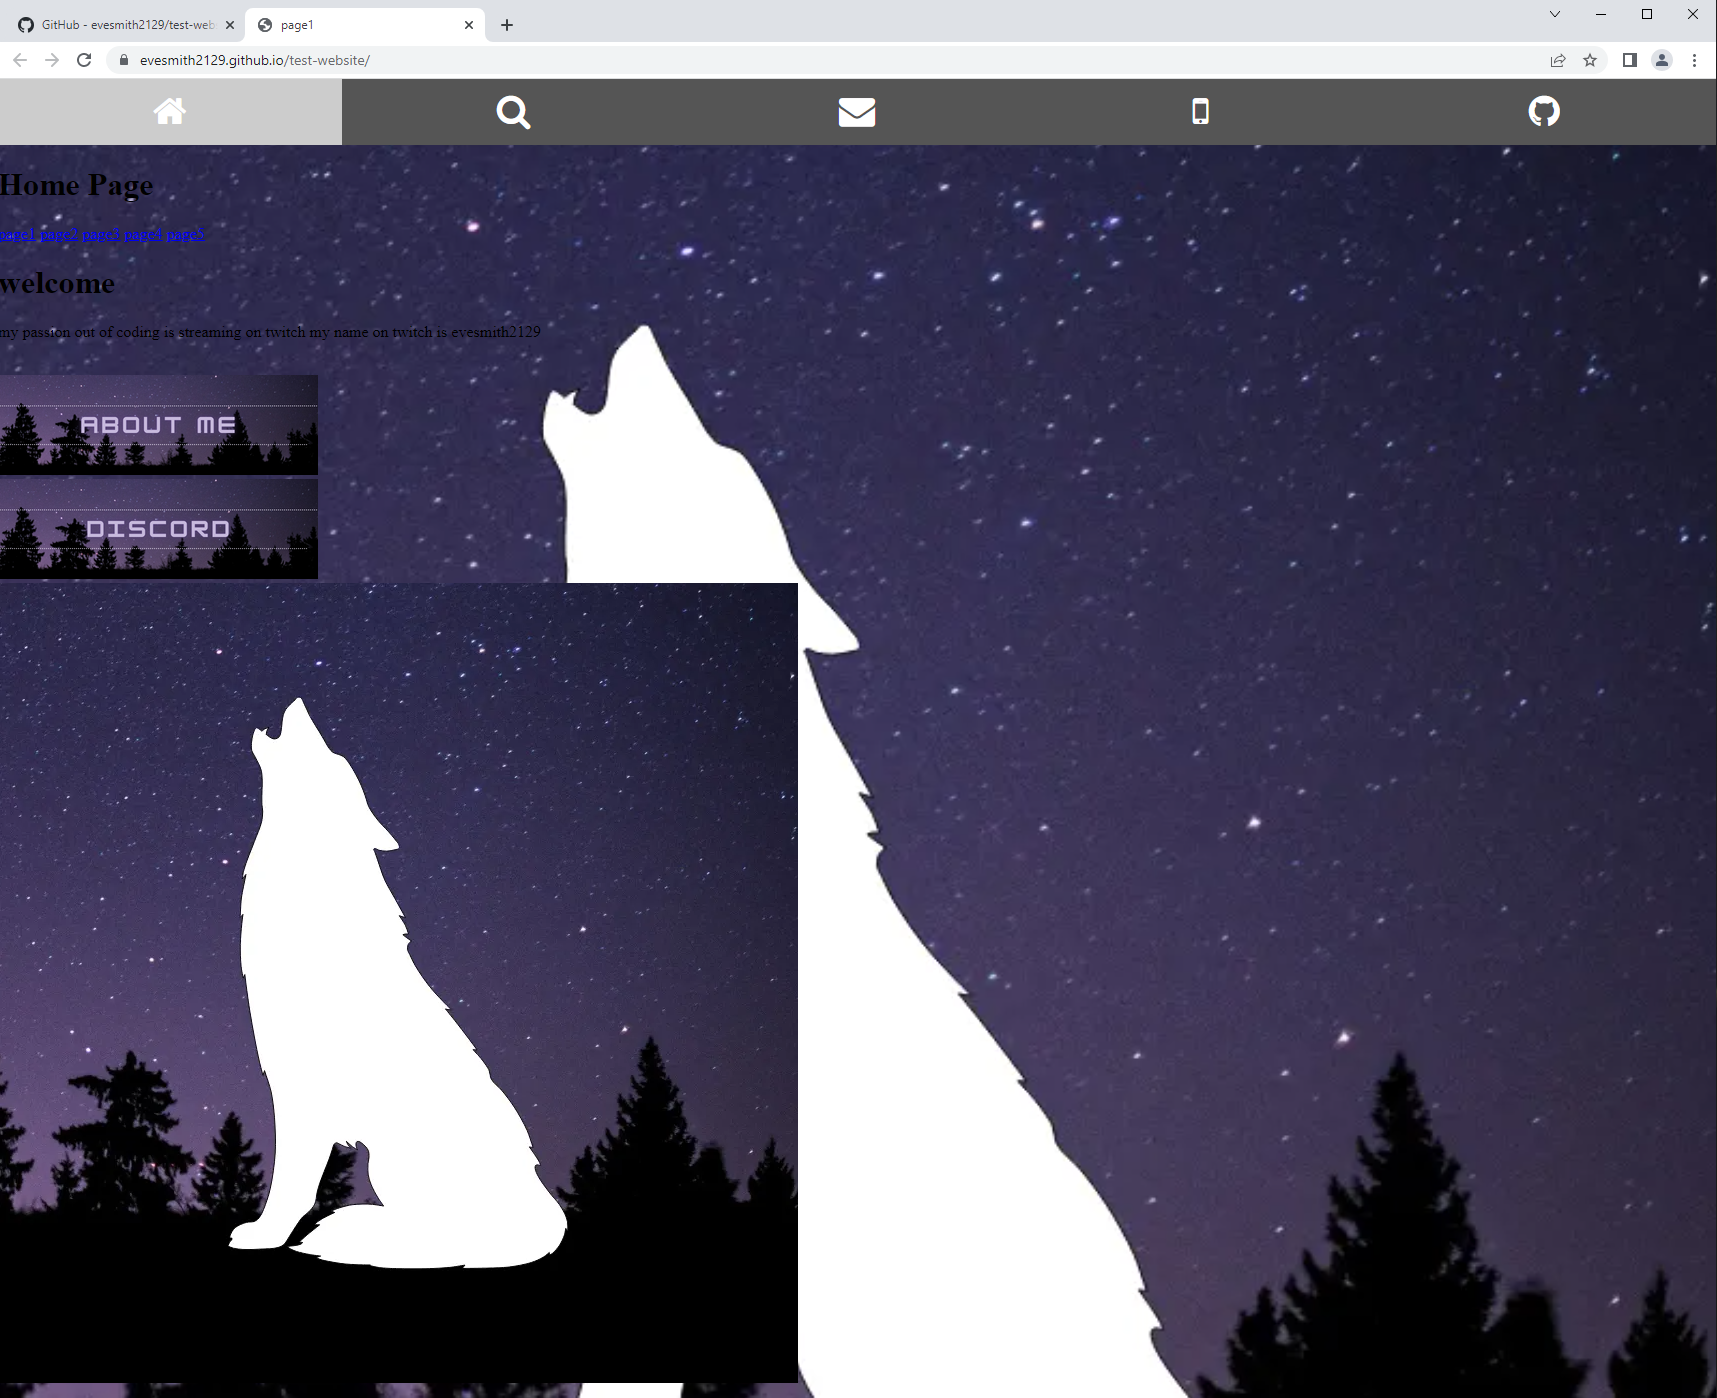 GitHub - evesmith2129/test-web
page1
evesmith2129.github.io/test-website/
Home Page
page1 page2 page3 page4 page5
welcome
my passion out of coding is streaming on twitch my name on twitch is evesmith2129
ABOUT ME
DISCORD